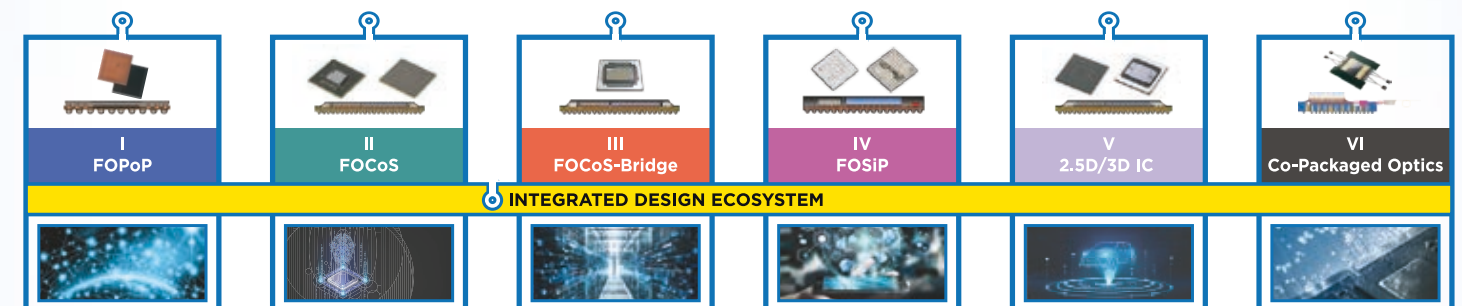 I
FOPoP
II
FOCoS
III
FOCoS-Bridge
IV
FOSiP
V
2.5D/3D IC
VI
Co-Packaged Optics
INTEGRATED DESIGN ECOSYSTEM